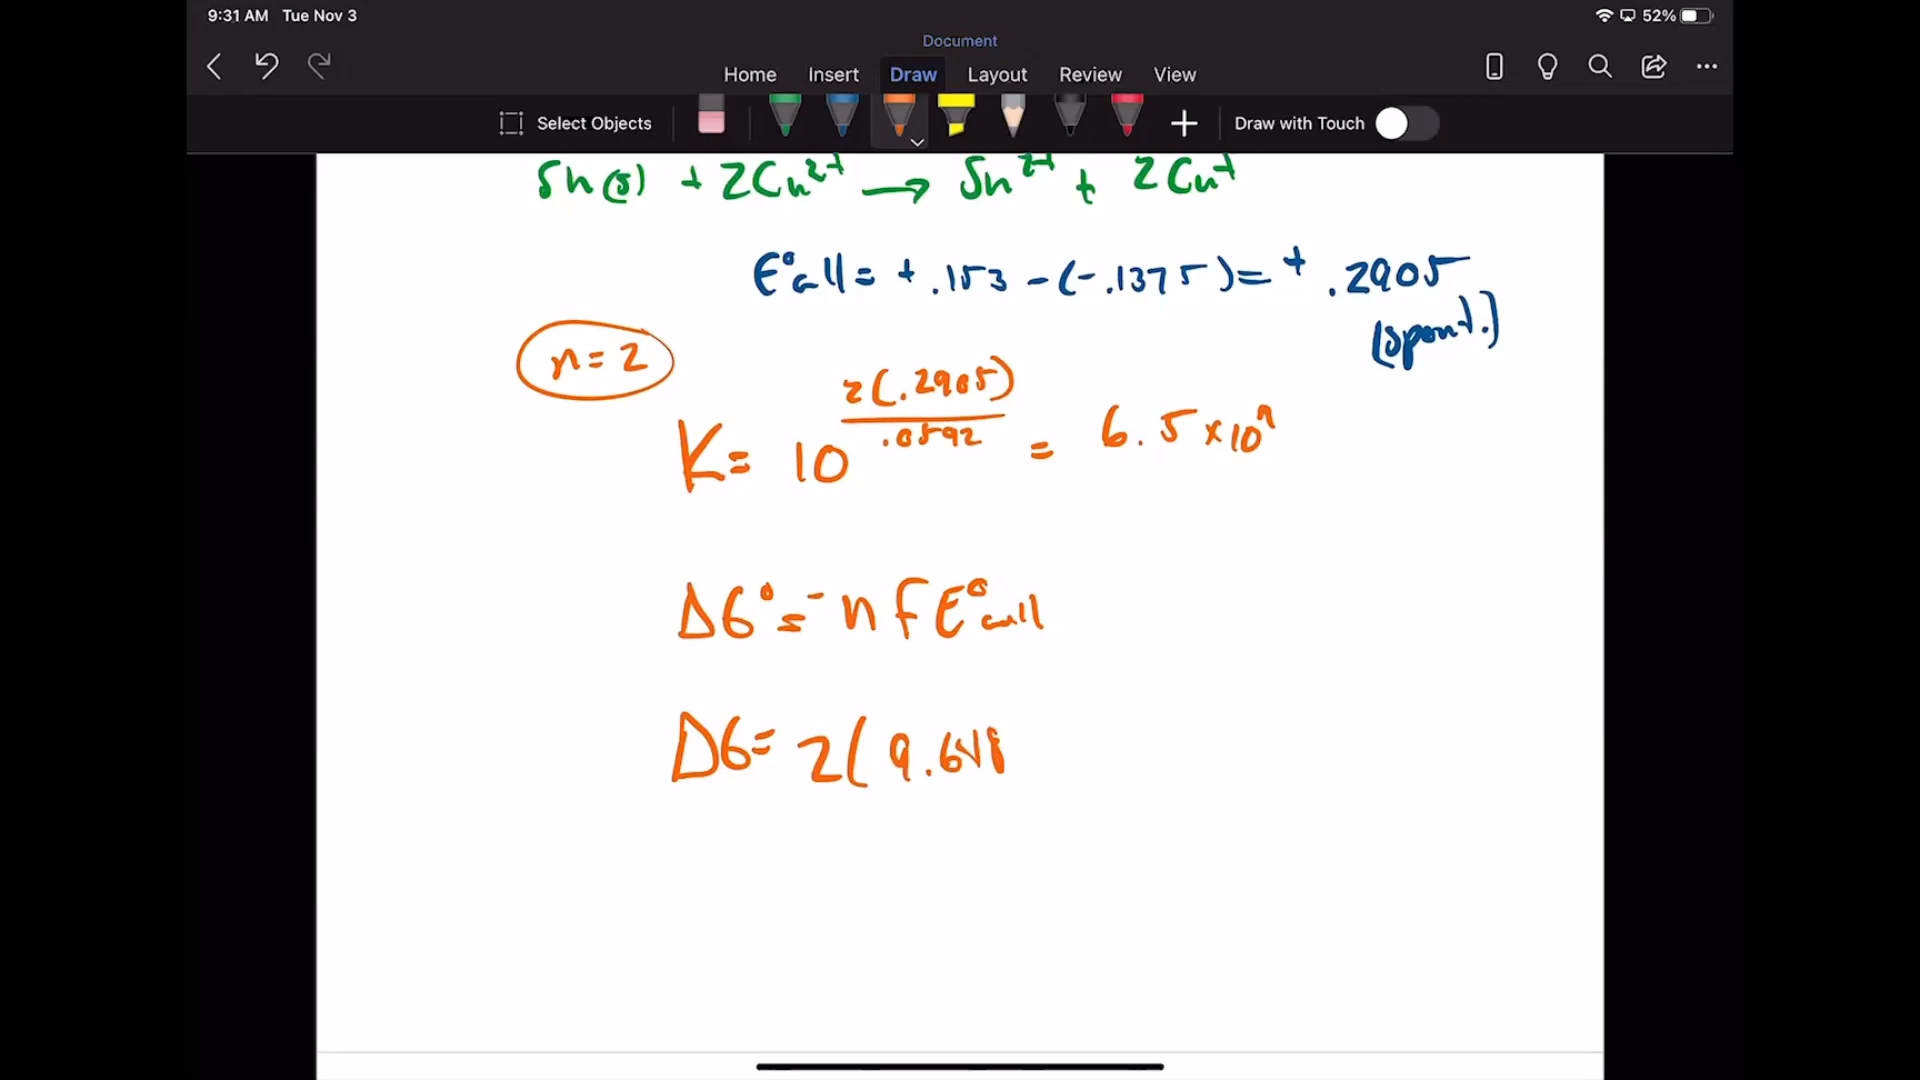 9:31 AM Tue Nov 3 52%
Document
Home Insert Draw Layout Review View
Select Objects Draw with Touch
Sn(s) + 2Cu²⁺ → Sn²⁺ + 2Cu⁺
E°cell = + .153 - (- .1375) = + .2905
(spont.)
n = 2
K = 10^(2(.2905)/.0592) = 6.5 × 10⁹
ΔG° = - n F E°cell
ΔG = 2( 9.648